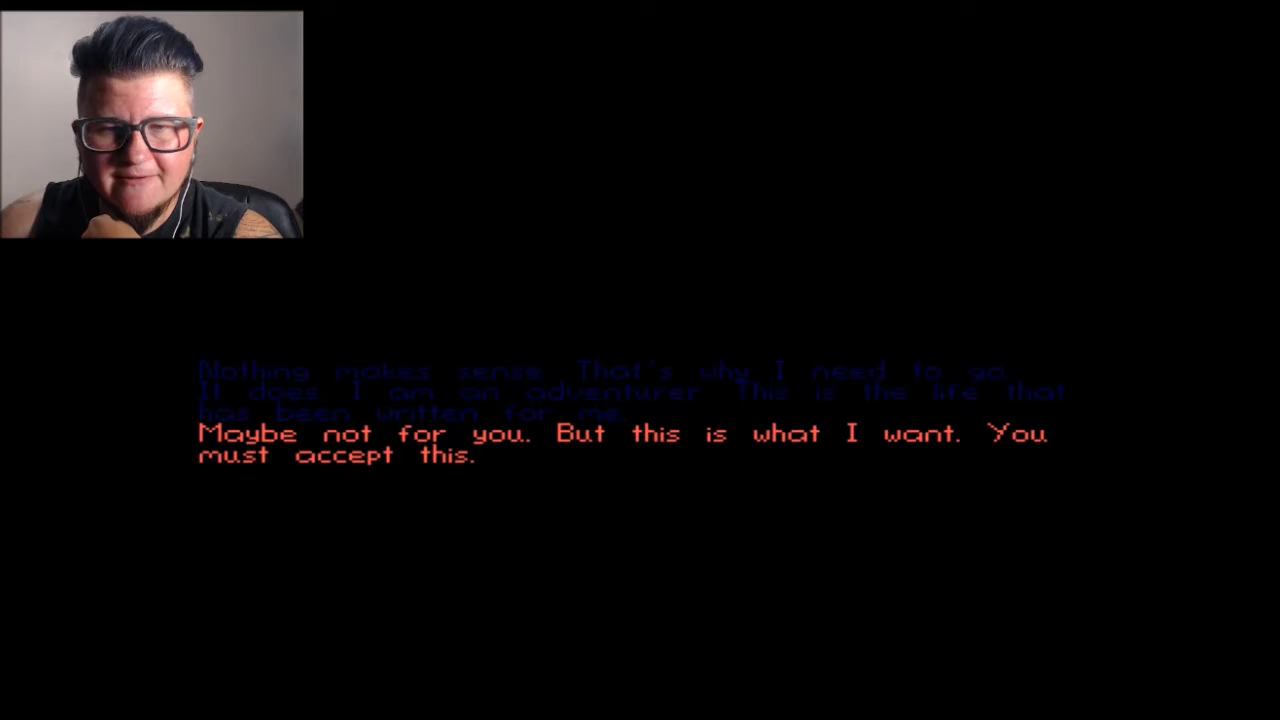 Nothing makes sense. That's why I need to go.
It does. I am an adventurer. This is the life that
has been written for me.
Maybe not for you. But this is what I want. You
must accept this.